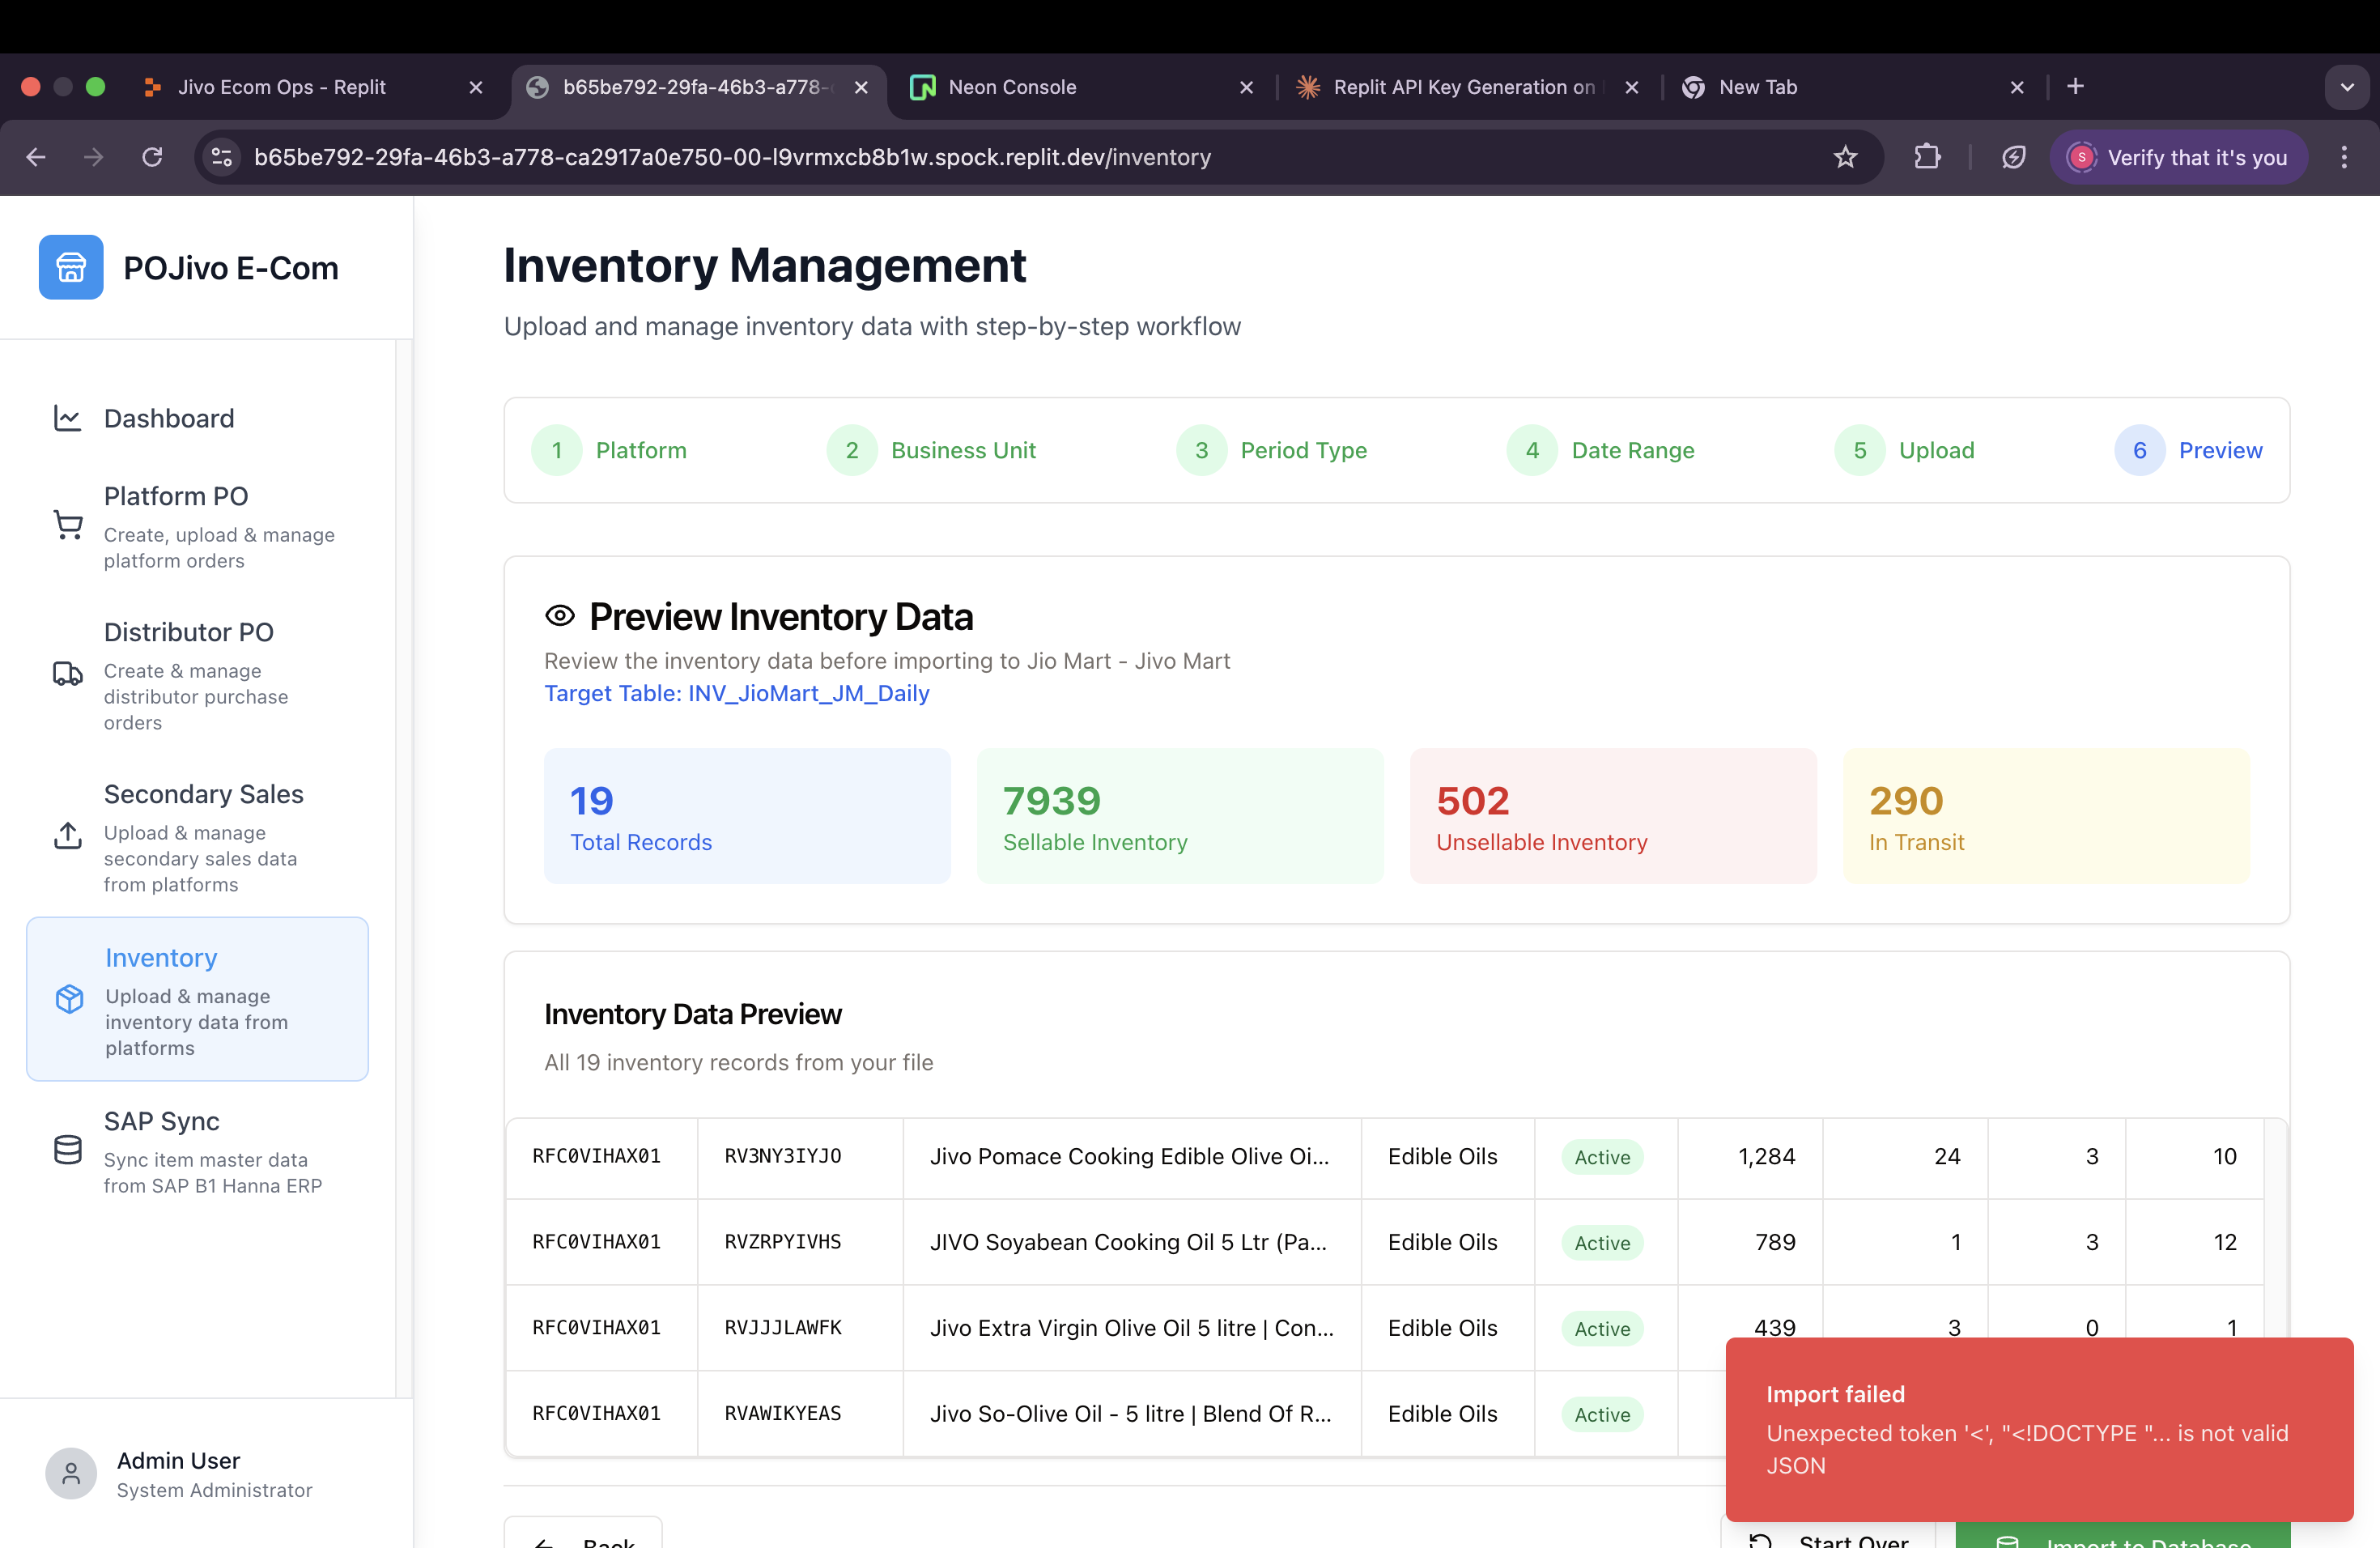 Jivo Ecom Ops - Replit
b65be792-29fa-46b3-a778-
Neon Console
Replit API Key Generation on
New Tab
b65be792-29fa-46b3-a778-ca2917a0e750-00-l9vrmxcb8b1w.spock.replit.dev/inventory
S
Verify that it's you
POJivo E-Com
Dashboard
Platform PO
Create, upload & manage
platform orders
Distributor PO
Create & manage
distributor purchase
orders
Secondary Sales
Upload & manage
secondary sales data
from platforms
Inventory
Upload & manage
inventory data from
platforms
SAP Sync
Sync item master data
from SAP B1 Hanna ERP
Admin User
System Administrator
Inventory Management
Upload and manage inventory data with step-by-step workflow
1 Platform 2 Business Unit 3 Period Type 4 Date Range 5 Upload 6 Preview
Preview Inventory Data
Review the inventory data before importing to Jio Mart - Jivo Mart
Target Table: INV_JioMart_JM_Daily
19
Total Records
7939
Sellable Inventory
502
Unsellable Inventory
290
In Transit
Inventory Data Preview
All 19 inventory records from your file
RFC0VIHAX01 RV3NY3IYJO Jivo Pomace Cooking Edible Olive Oi... Edible Oils Active 1,284 24 3 10
RFC0VIHAX01 RVZRPYIVHS JIVO Soyabean Cooking Oil 5 Ltr (Pa... Edible Oils Active 789 1 3 12
RFC0VIHAX01 RVJJJLAWFK Jivo Extra Virgin Olive Oil 5 litre | Con... Edible Oils Active 439 3 0 1
RFC0VIHAX01 RVAWIKYEAS Jivo So-Olive Oil - 5 litre | Blend Of R... Edible Oils Active
Import failed
Unexpected token '<', "<!DOCTYPE "... is not valid
JSON
Back
Start Over
Import to Database